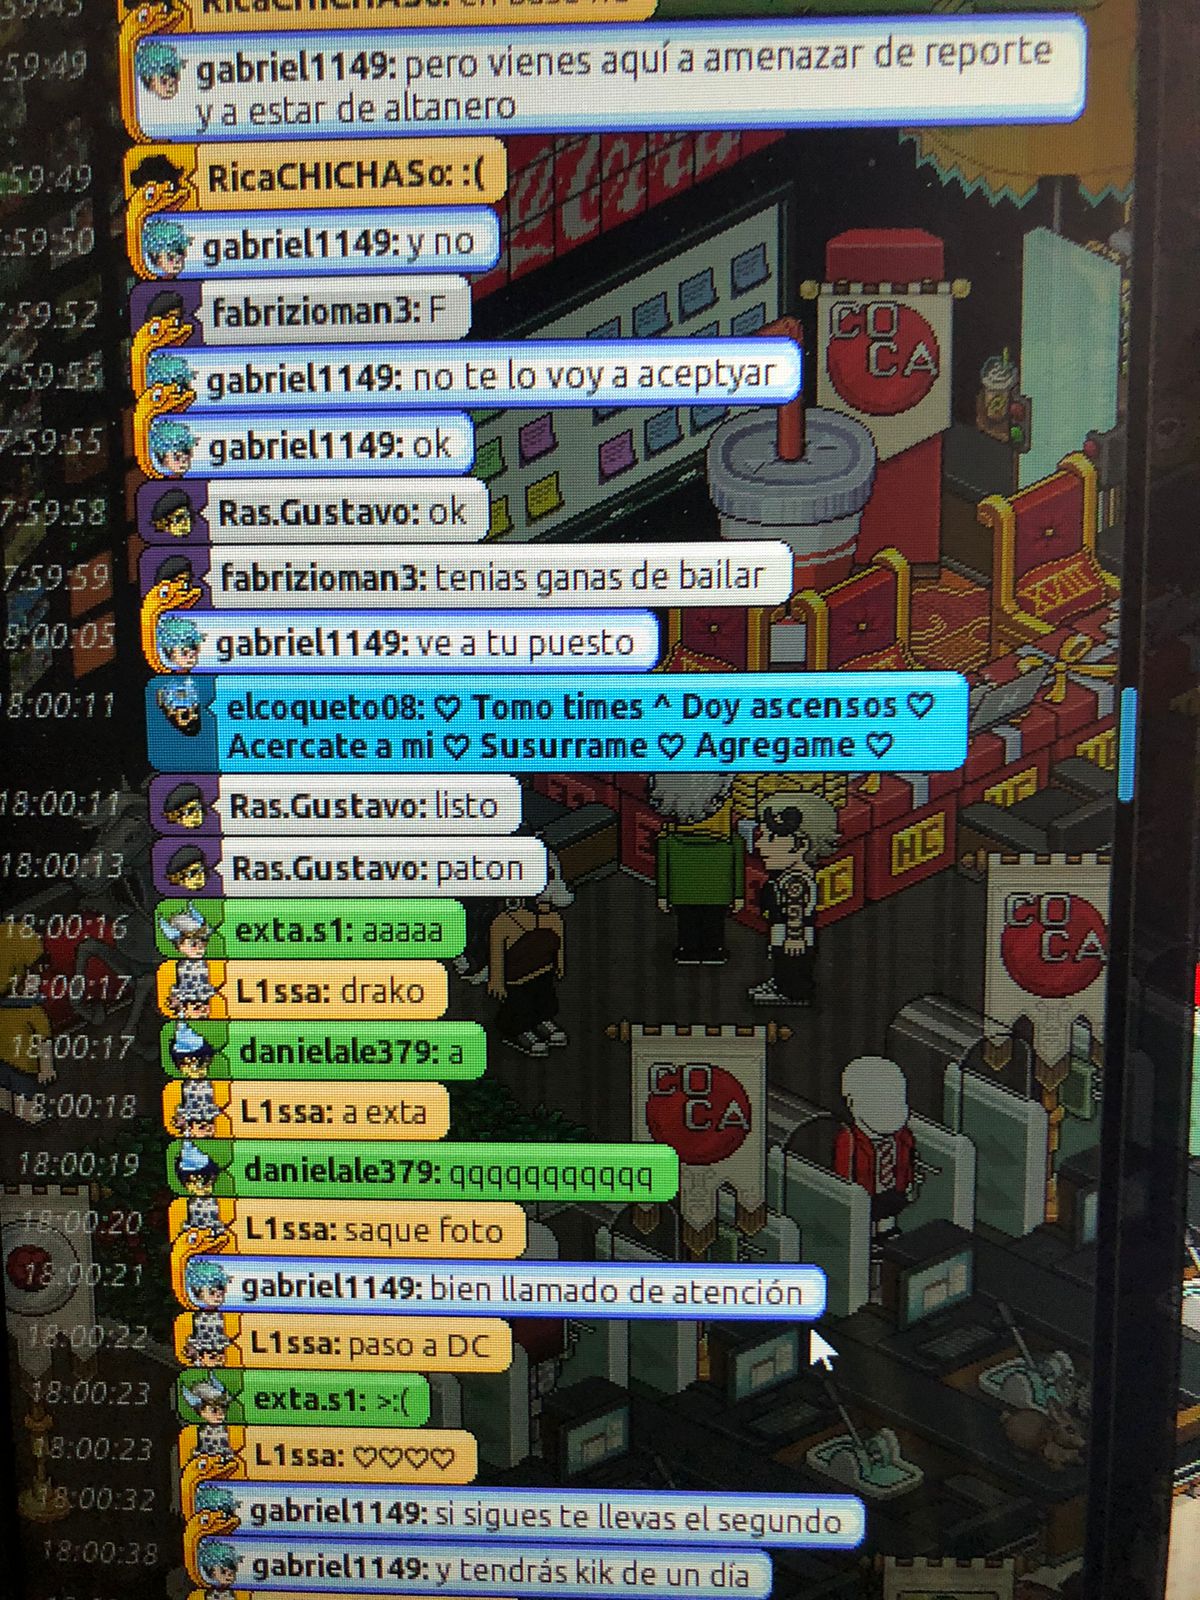 59:49 gabriel1149: pero vienes aquí a amenazar de reporte
y a estar de altanero
59:49 RicaCHICHASo: :(
:59:50 gabriel1149: y no
:59:52 fabrizioman3: F
7:59:55 gabriel1149: no te lo voy a aceptyar
7:59:55 gabriel1149: ok
7:59:58 Ras.Gustavo: ok
7:59:59 fabrizioman3: tenias ganas de bailar
8:00:05 gabriel1149: ve a tu puesto
18:00:11 elcoqueto08: ♡ Tomo times ^ Doy ascensos ♡
Acercate a mi ♡ Susurrame ♡ Agregame ♡
18:00:11 Ras.Gustavo: listo
18:00:13 Ras.Gustavo: paton
18:00:16 exta.s1: aaaaa
18:00:17 L1ssa: drako
18:00:17 danielale379: a
18:00:18 L1ssa: a exta
18:00:19 danielale379: qqqqqqqqqqq
18:00:20 L1ssa: saque foto
18:00:21 gabriel1149: bien llamado de atención
18:00:22 L1ssa: paso a DC
18:00:23 exta.s1: >:(
18:00:23 L1ssa: ♡♡♡♡
18:00:32 gabriel1149: si sigues te llevas el segundo
18:00:38 gabriel1149: y tendrás kik de un día
CO
CA
XVIII
HC
CO
CA
CO
CA